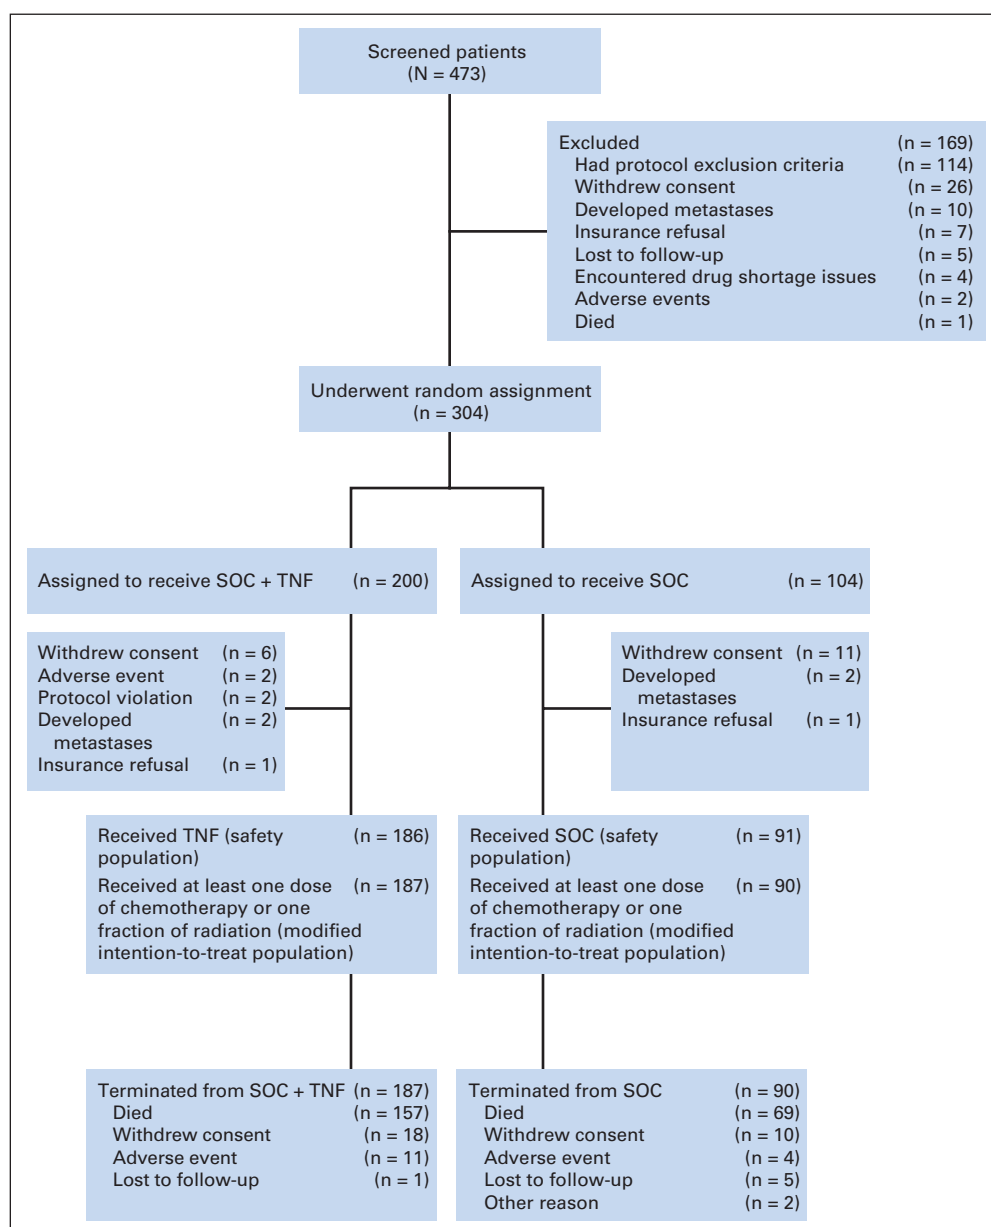 Screened patients
(N = 473)
Excluded (n = 169)
Had protocol exclusion criteria (n = 114)
Withdrew consent (n = 26)
Developed metastases (n = 10)
Insurance refusal (n = 7)
Lost to follow-up (n = 5)
Encountered drug shortage issues (n = 4)
Adverse events (n = 2)
Died (n = 1)
Underwent random assignment
(n = 304)
Assigned to receive SOC + TNF (n = 200)
Assigned to receive SOC (n = 104)
Withdrew consent (n = 6)
Adverse event (n = 2)
Protocol violation (n = 2)
Developed (n = 2)
metastases
Insurance refusal (n = 1)
Withdrew consent (n = 11)
Developed (n = 2)
metastases
Insurance refusal (n = 1)
Received TNF (safety (n = 186)
population)
Received at least one dose (n = 187)
of chemotherapy or one
fraction of radiation (modified
intention-to-treat population)
Received SOC (safety (n = 91)
population)
Received at least one dose (n = 90)
of chemotherapy or one
fraction of radiation (modified
intention-to-treat population)
Terminated from SOC + TNF (n = 187)
Died (n = 157)
Withdrew consent (n = 18)
Adverse event (n = 11)
Lost to follow-up (n = 1)
Terminated from SOC (n = 90)
Died (n = 69)
Withdrew consent (n = 10)
Adverse event (n = 4)
Lost to follow-up (n = 5)
Other reason (n = 2)